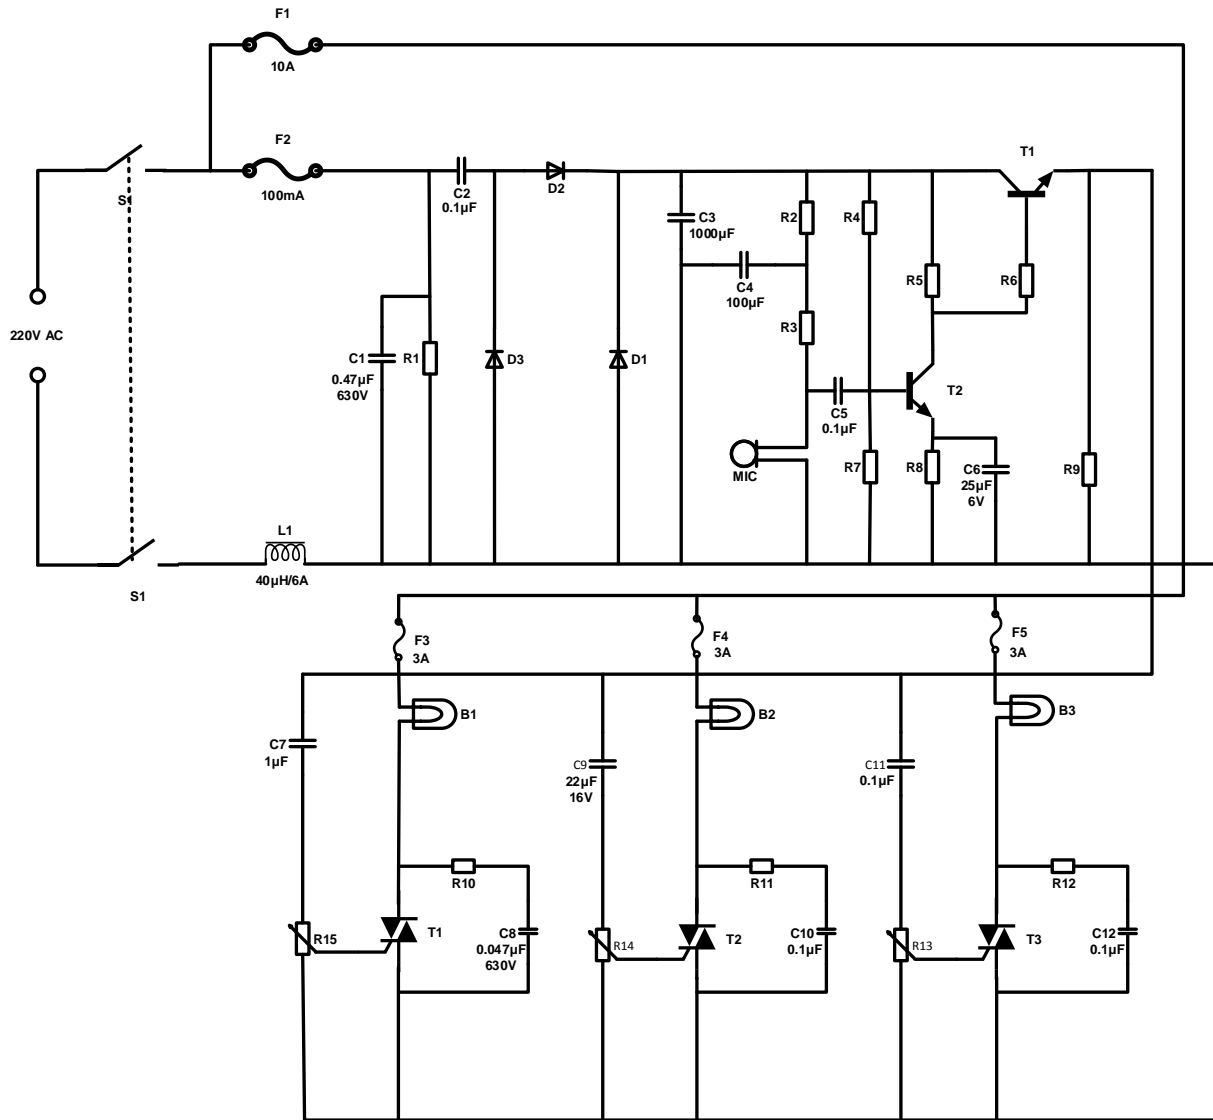 F1
10A
F2
100mA
S1
220V AC
S1
L1
40µH/6A
C1
0.47µF
630V
R1
C2
0.1µF
D2
D3
D1
C3
1000µF
C4
100µF
R2
R3
R4
R5
R6
T1
T2
C5
0.1µF
MIC
R7
R8
C6
25µF
6V
R9
F3
3A
F4
3A
F5
3A
B1
B2
B3
C7
1µF
C9
22µF
16V
C11
0.1µF
R10
R11
R12
R15
T1
C8
0.047µF
630V
R14
T2
C10
0.1µF
R13
T3
C12
0.1µF